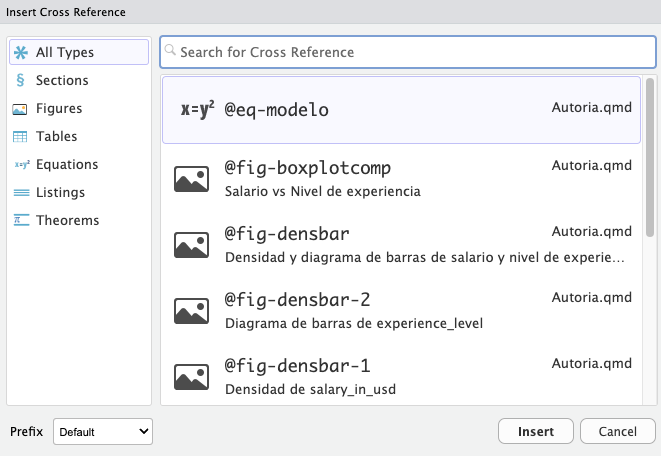 Insert Cross Reference
All Types
Sections
Figures
Tables
Equations
Listings
Theorems
Search for Cross Reference
x=y² @eq-modelo Autoria.qmd
@fig-boxplotcomp Autoria.qmd
Salario vs Nivel de experiencia
@fig-densbar Autoria.qmd
Densidad y diagrama de barras de salario y nivel de experie...
@fig-densbar-2 Autoria.qmd
Diagrama de barras de experience_level
@fig-densbar-1 Autoria.qmd
Densidad de salary_in_usd
Prefix Default Insert Cancel